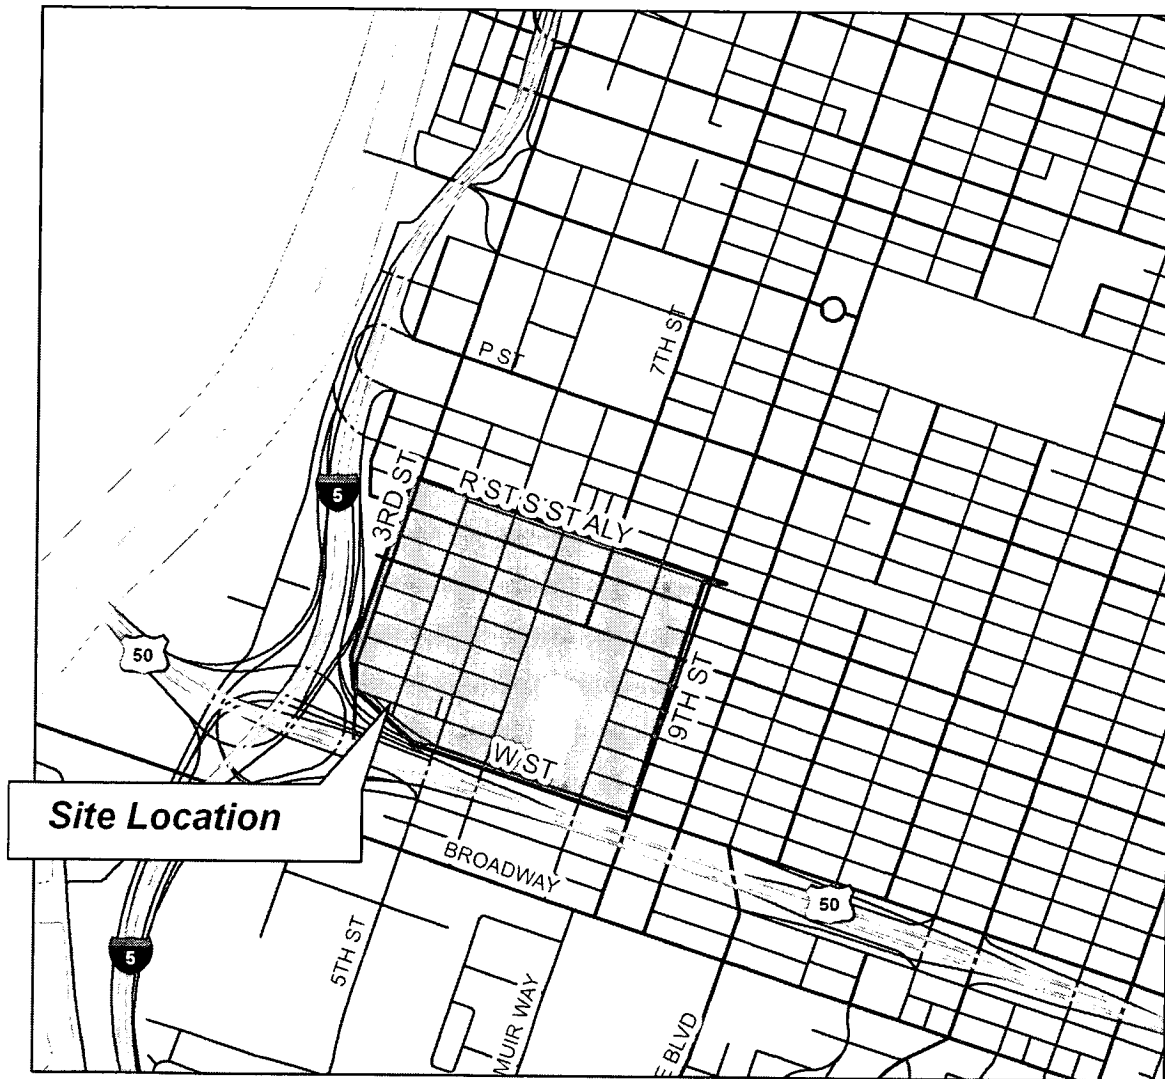 7TH ST
P ST
5
3RD ST
R ST S ST ALY
50
9TH ST
W ST
Site Location
BROADWAY
50
5
5TH ST
MUIR WAY
E BLVD